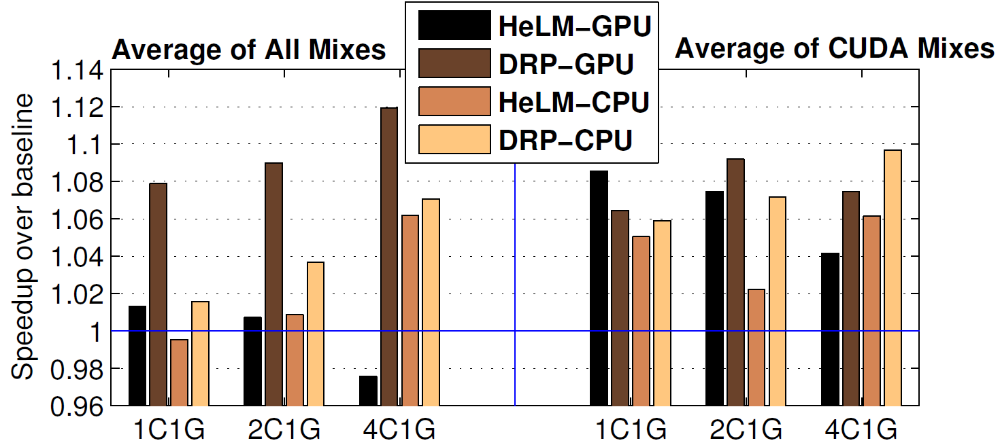 HeLM−GPU
DRP−GPU
HeLM−CPU
DRP−CPU
Average of All Mixes
Average of CUDA Mixes
Speedup over baseline
1.14
1.12
1.1
1.08
1.06
1.04
1.02
1
0.98
0.96
1C1G 2C1G 4C1G 1C1G 2C1G 4C1G